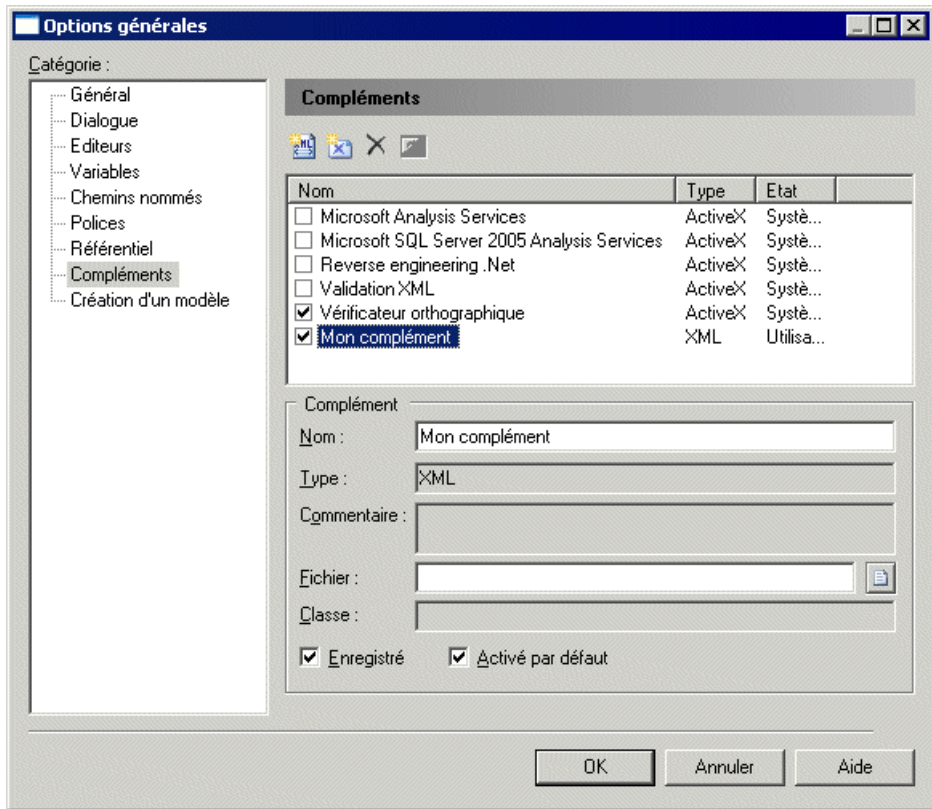 Options générales
Catégorie :
Général
Dialogue
Editeurs
Variables
Chemins nommés
Polices
Référentiel
Compléments
Création d'un modèle
Compléments
Nom Type Etat
Microsoft Analysis Services ActiveX Systè...
Microsoft SQL Server 2005 Analysis Services ActiveX Systè...
Reverse engineering .Net ActiveX Systè...
Validation XML ActiveX Systè...
Vérificateur orthographique ActiveX Systè...
Mon complément XML Utilisa...
Complément
Nom : Mon complément
Type : XML
Commentaire :
Fichier :
Classe :
Enregistré Activé par défaut
OK Annuler Aide